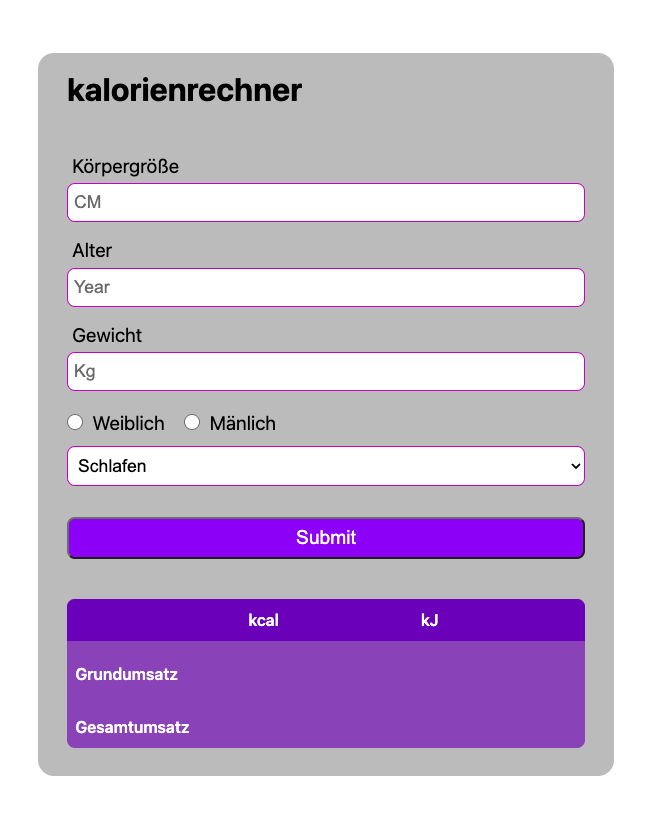 kalorienrechner
Körpergröße
CM
Alter
Year
Gewicht
Kg
Weiblich Mänlich
Schlafen
Submit
kcal kJ
Grundumsatz
Gesamtumsatz